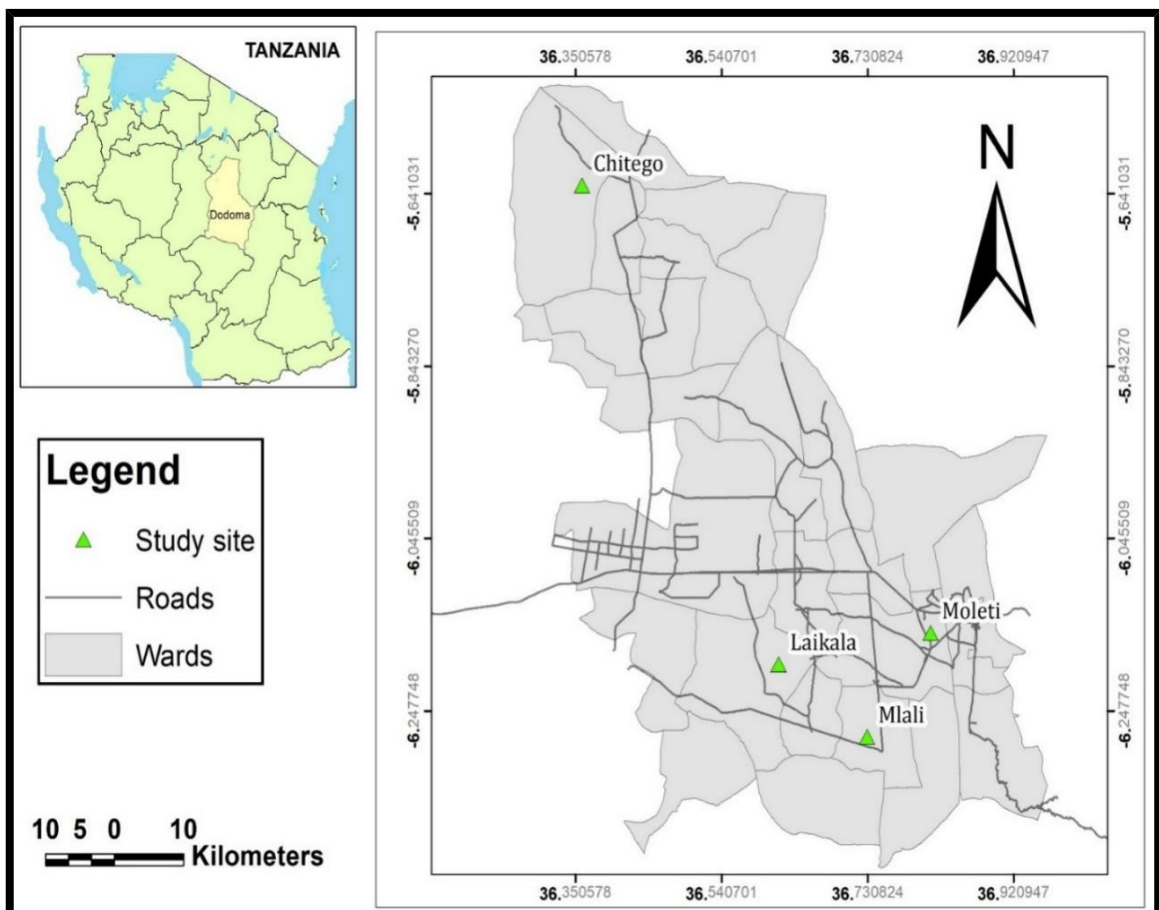 TANZANIA
Dodoma
Legend
Study site
Roads
Wards
10 5 0 10
Kilometers
36.350578 36.540701 36.730824 36.920947
-5.641031
-5.843270
-6.045509
-6.247748
N
Chitego
Moleti
Laikala
Mlali
-5.641031
-5.843270
-6.045509
-6.247748
36.350578 36.540701 36.730824 36.920947